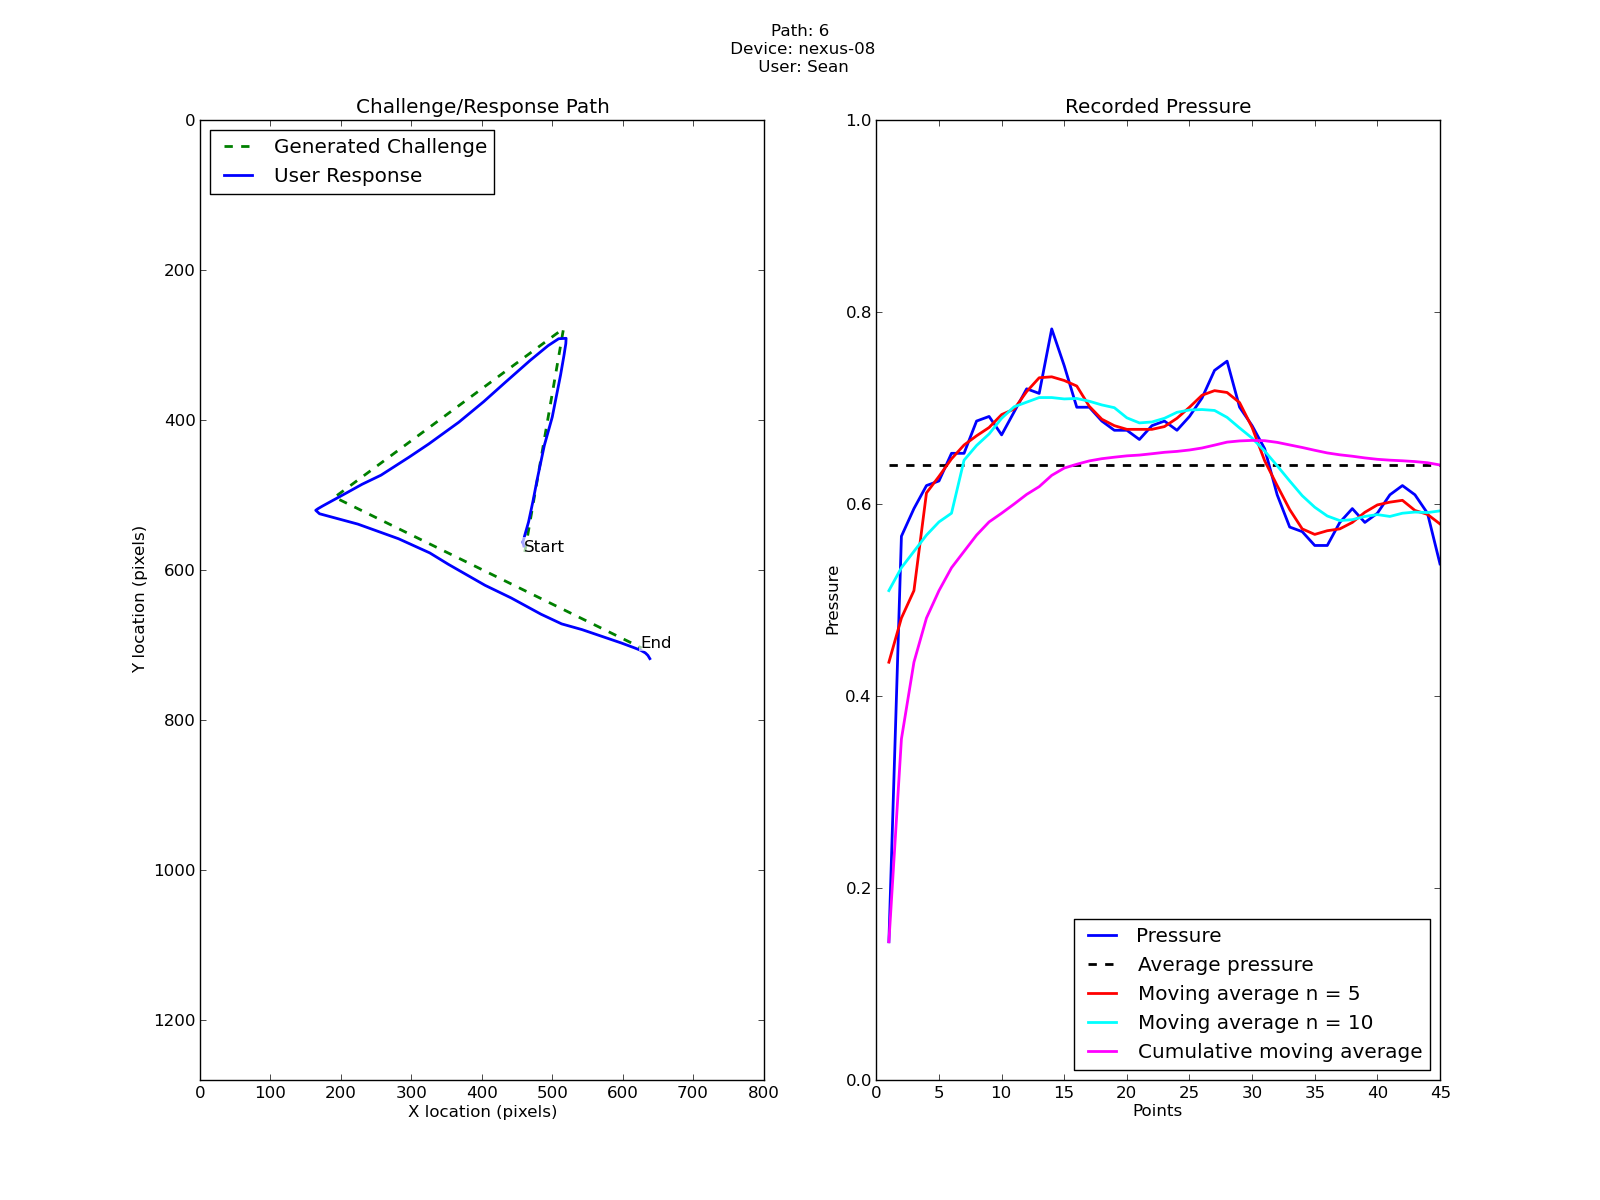 Path: 6
Device: nexus-08
User: Sean
Challenge/Response Path
Generated Challenge
User Response
0
200
400
600
800
1000
1200
Y location (pixels)
Start
End
0 100 200 300 400 500 600 700 800
X location (pixels)
Recorded Pressure
1.0
0.8
0.6
0.4
0.2
0.0
Pressure
Pressure
Average pressure
Moving average n = 5
Moving average n = 10
Cumulative moving average
0 5 10 15 20 25 30 35 40 45
Points